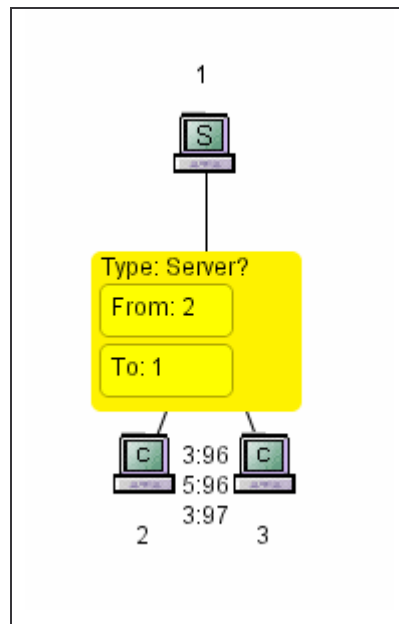 1
S
Type: Server?
From: 2
To: 1
C 3:96 C
5:96
3:97
2 3